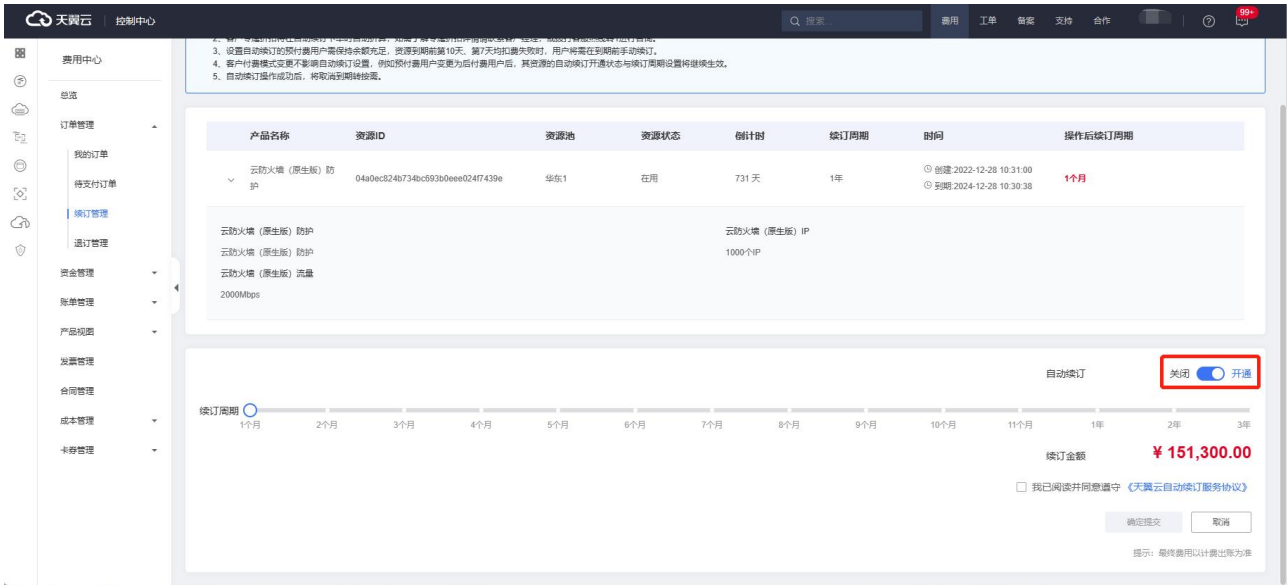 天翼云 控制中心 搜索... 费用 工单 备案 支持 合作 99+
费用中心
总览
订单管理
我的订单
待支付订单
续订管理
退订管理
资金管理
账单管理
产品视图
发票管理
合同管理
成本管理
卡券管理
3、设置自动续订的预付费用户需保持余额充足，资源到期前第10天、第7天均扣费失败时，用户将需在到期前手动续订。
4、客户付费模式变更不影响自动续订设置，例如预付费用户变更为后付费用户后，其资源的自动续订开通状态与续订周期设置将继续生效。
5、自动续订操作成功后，将取消到期转按需。
产品名称 资源ID 资源池 资源状态 倒计时 续订周期 时间 操作后续订周期
云防火墙（原生版）防护 04a0ec824b734bc693b0eee024f7439e 华东1 在用 731 天 1年 创建:2022-12-28 10:31:00 1个月
到期:2024-12-28 10:30:38
云防火墙（原生版）防护 云防火墙（原生版）IP
云防火墙（原生版）防护 1000个IP
云防火墙（原生版）流量
2000Mbps
自动续订 关闭 开通
续订周期
1个月 2个月 3个月 4个月 5个月 6个月 7个月 8个月 9个月 10个月 11个月 1年 2年 3年
续订金额 ¥ 151,300.00
我已阅读并同意遵守 《天翼云自动续订服务协议》
确定提交 取消
提示：最终费用以计费出账为准